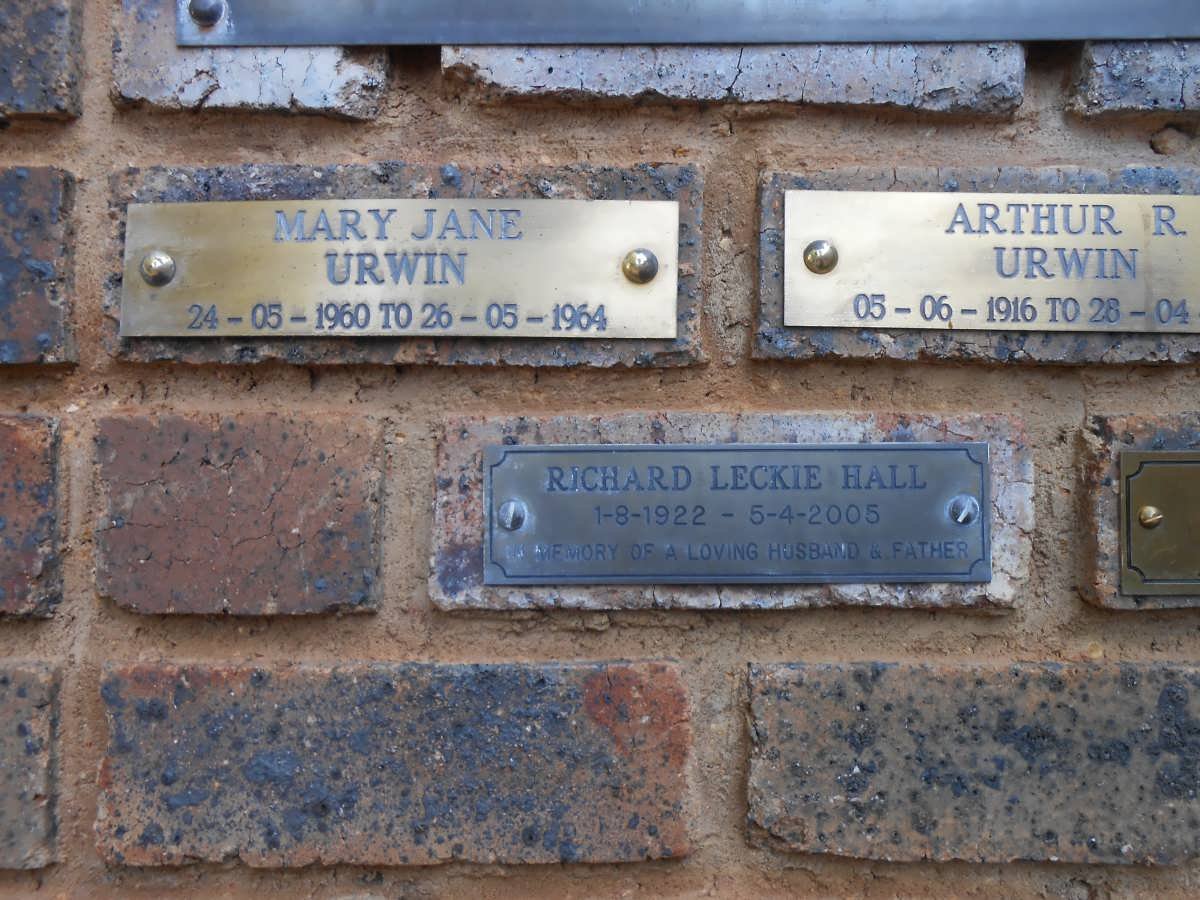 MARY JANE
URWIN
24 - 05 - 1960 TO 26 - 05 - 1964
ARTHUR R.
URWIN
05 - 06 - 1916 TO 28 - 04
RICHARD LECKIE HALL
1-8-1922 - 5-4-2005
IN MEMORY OF A LOVING HUSBAND & FATHER